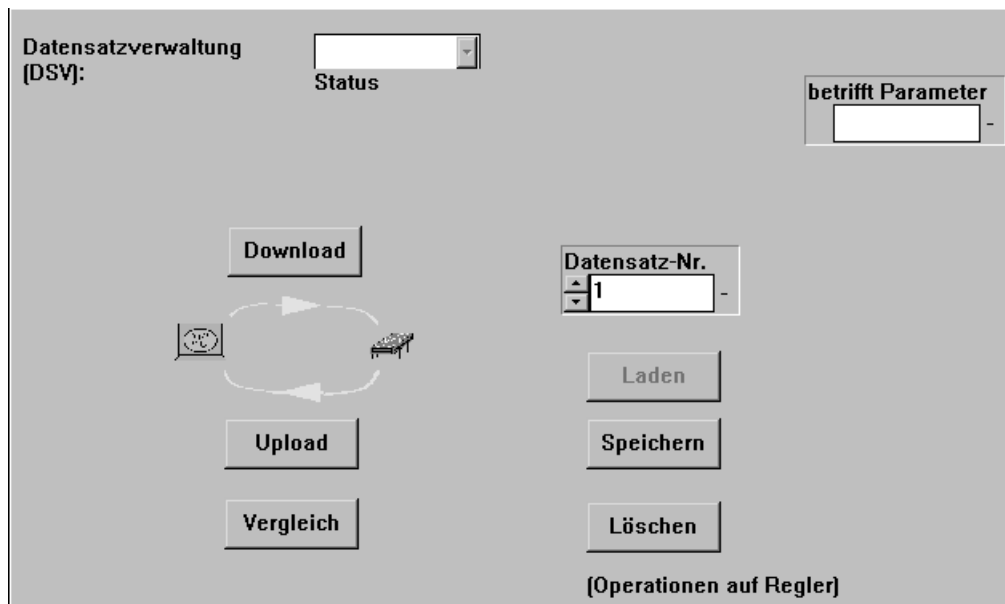 Datensatzverwaltung
(DSV):
Status
betrifft Parameter
-
Download
Datensatz-Nr.
1 -
Laden
Upload
Speichern
Vergleich
Löschen
(Operationen auf Regler)